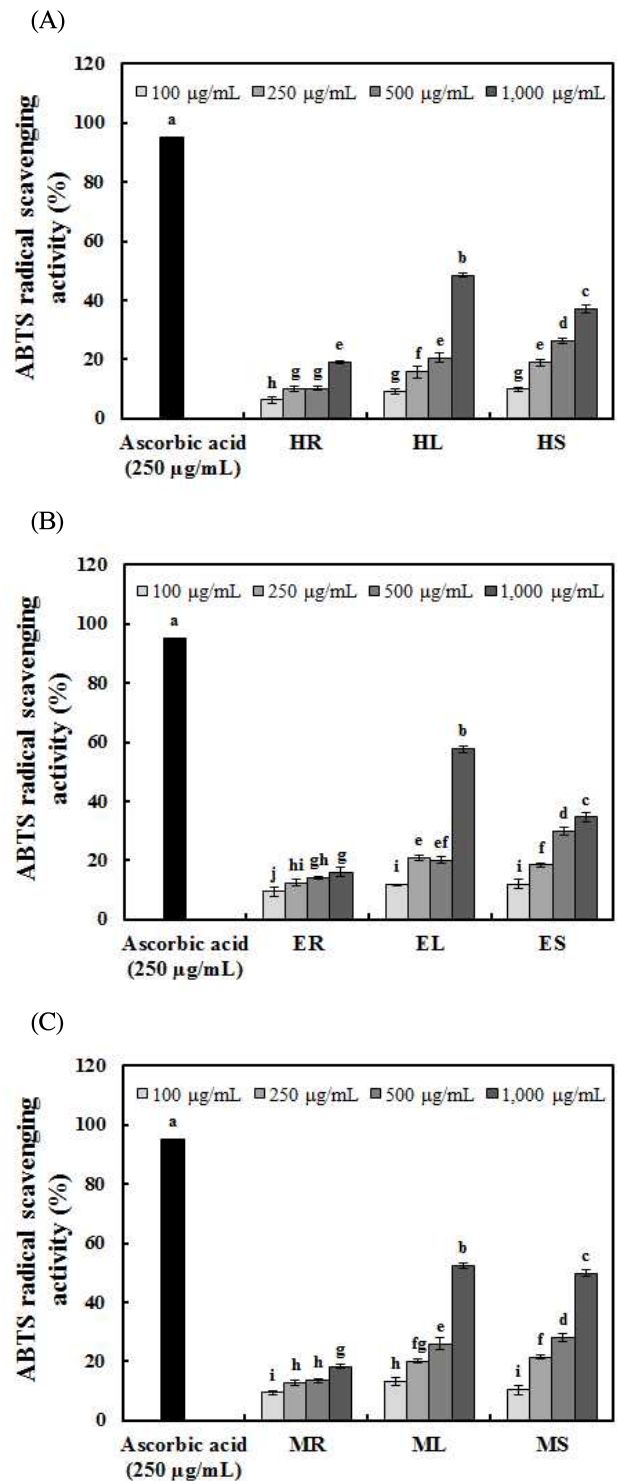 (A)
ABTS radical scavenging
activity (%)
120
100
80
60
40
20
0
100 µg/mL 250 µg/mL 500 µg/mL 1,000 µg/mL
a
h g g e
g f e b
g e d c
Ascorbic acid
(250 µg/mL)
HR HL HS
(B)
ABTS radical scavenging
activity (%)
120
100
80
60
40
20
0
100 µg/mL 250 µg/mL 500 µg/mL 1,000 µg/mL
a
j hi gh g
i e ef b
i f d c
Ascorbic acid
(250 µg/mL)
ER EL ES
(C)
ABTS radical scavenging
activity (%)
120
100
80
60
40
20
0
100 µg/mL 250 µg/mL 500 µg/mL 1,000 µg/mL
a
i h h g
h fg e b
i f d c
Ascorbic acid
(250 µg/mL)
MR ML MS